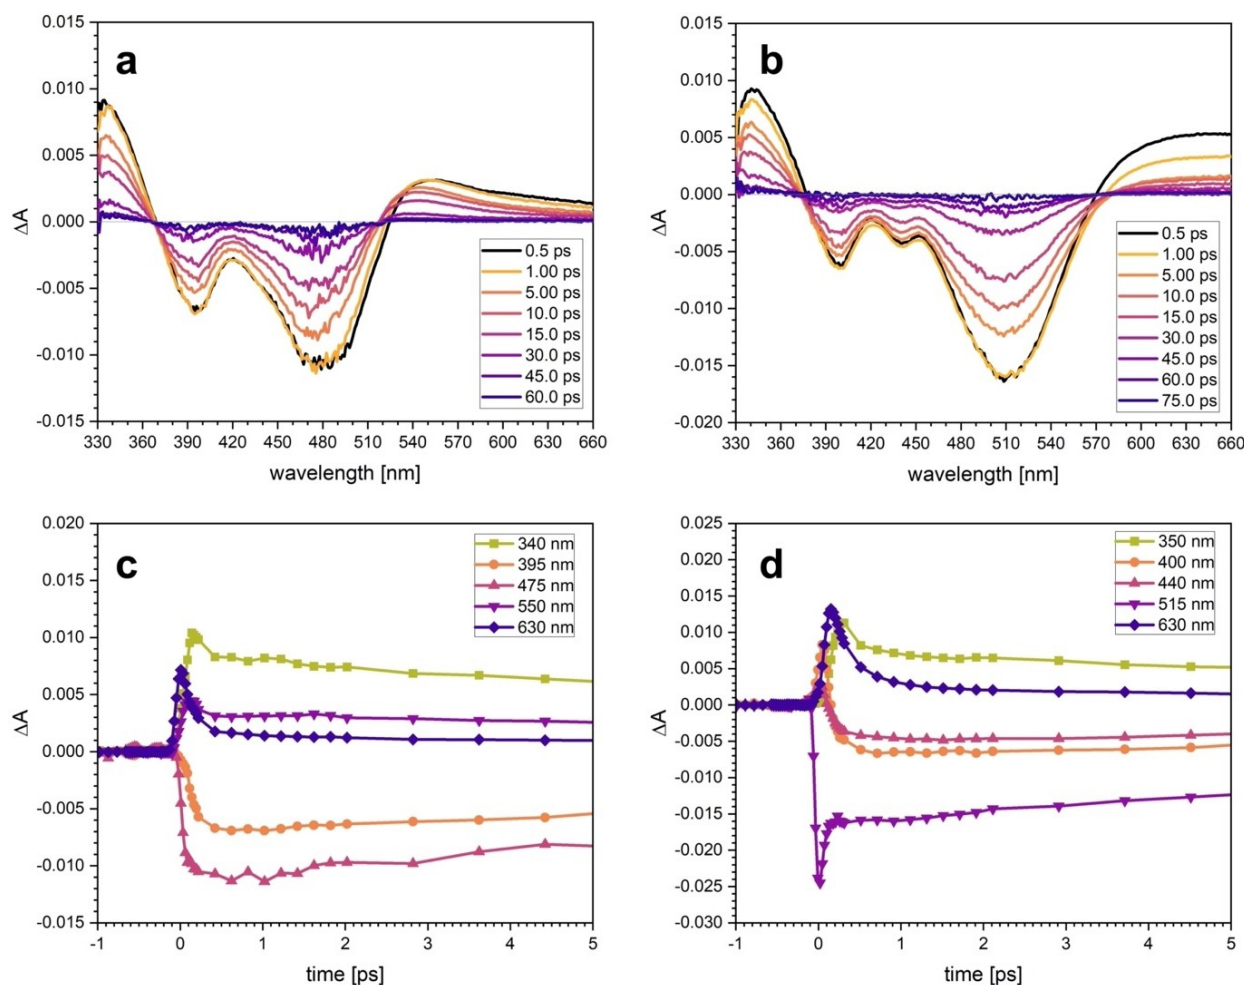 a
ΔA
0.015
0.010
0.005
0.000
-0.005
-0.010
-0.015
330 360 390 420 450 480 510 540 570 600 630 660
wavelength [nm]
0.5 ps
1.00 ps
5.00 ps
10.0 ps
15.0 ps
30.0 ps
45.0 ps
60.0 ps
b
ΔA
0.015
0.010
0.005
0.000
-0.005
-0.010
-0.015
-0.020
330 360 390 420 450 480 510 540 570 600 630 660
wavelength [nm]
0.5 ps
1.00 ps
5.00 ps
10.0 ps
15.0 ps
30.0 ps
45.0 ps
60.0 ps
75.0 ps
c
ΔA
0.020
0.015
0.010
0.005
0.000
-0.005
-0.010
-0.015
-1 0 1 2 3 4 5
time [ps]
340 nm
395 nm
475 nm
550 nm
630 nm
d
ΔA
0.025
0.020
0.015
0.010
0.005
0.000
-0.005
-0.010
-0.015
-0.020
-0.025
-0.030
-1 0 1 2 3 4 5
time [ps]
350 nm
400 nm
440 nm
515 nm
630 nm